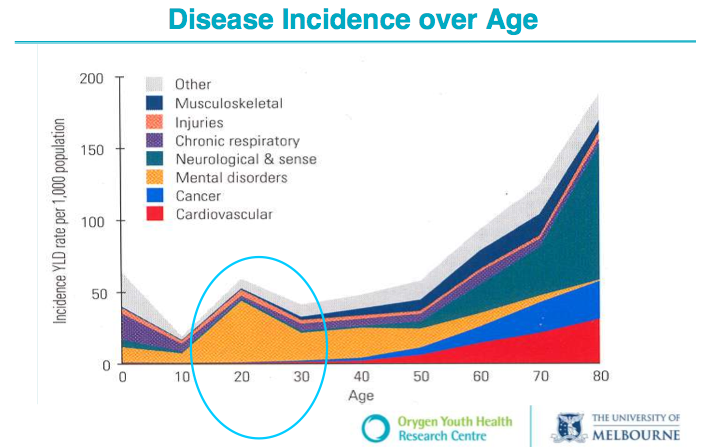 Disease Incidence over Age
200
150
100
50
0
Incidence YLD rate per 1,000 population
Other
Musculoskeletal
Injuries
Chronic respiratory
Neurological & sense
Mental disorders
Cancer
Cardiovascular
0 10 20 30 40 50 60 70 80
Age
Orygen Youth Health
Research Centre
THE UNIVERSITY OF
MELBOURNE